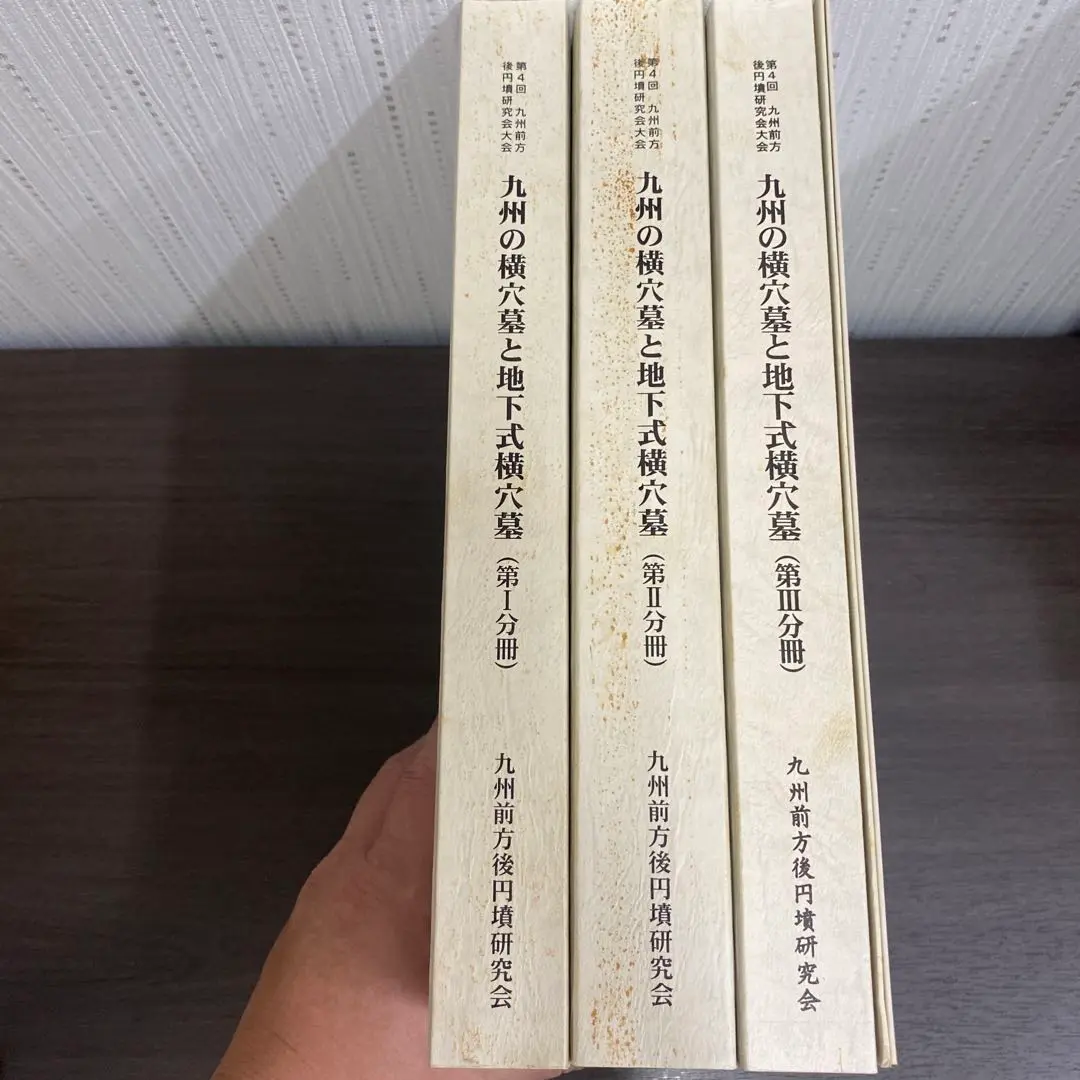 第4回 九州前方
後円墳研究会大会
九州の横穴墓と地下式横穴墓(第Ⅰ分冊)
九州前方後円墳研究会
第4回 九州前方
後円墳研究会大会
九州の横穴墓と地下式横穴墓(第Ⅱ分冊)
九州前方後円墳研究会
第4回 九州前方
後円墳研究会大会
九州の横穴墓と地下式横穴墓(第Ⅲ分冊)
九州前方後円墳研究会